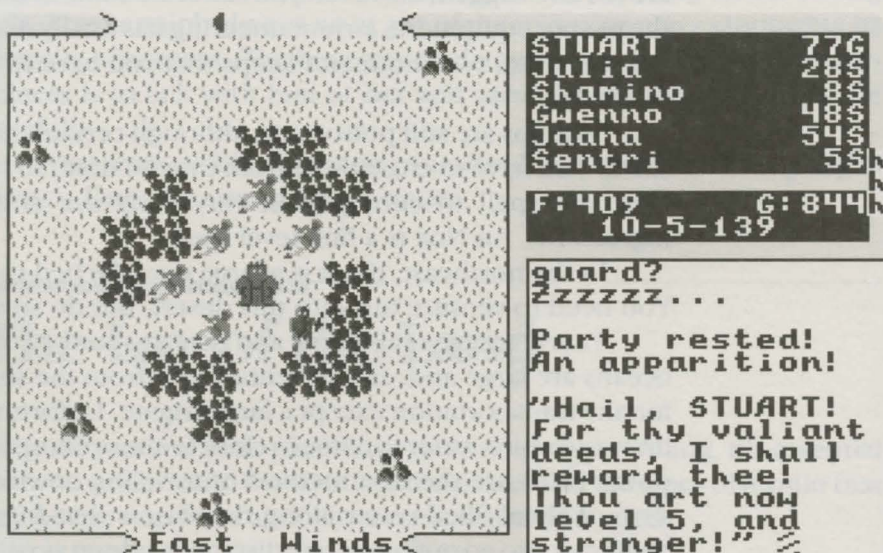 STUART 77G
Julia 28S
Shamino 8S
Gwenno 48S
Jaana 54S
Sentri 5S
F:409 G:844
10-5-139
guard?
Zzzzzz...
Party rested!
An apparition!
"Hail STUART!
For thy valiant
deeds, I shall
reward thee!
Thou art now
level 5, and
stronger!"
East Winds